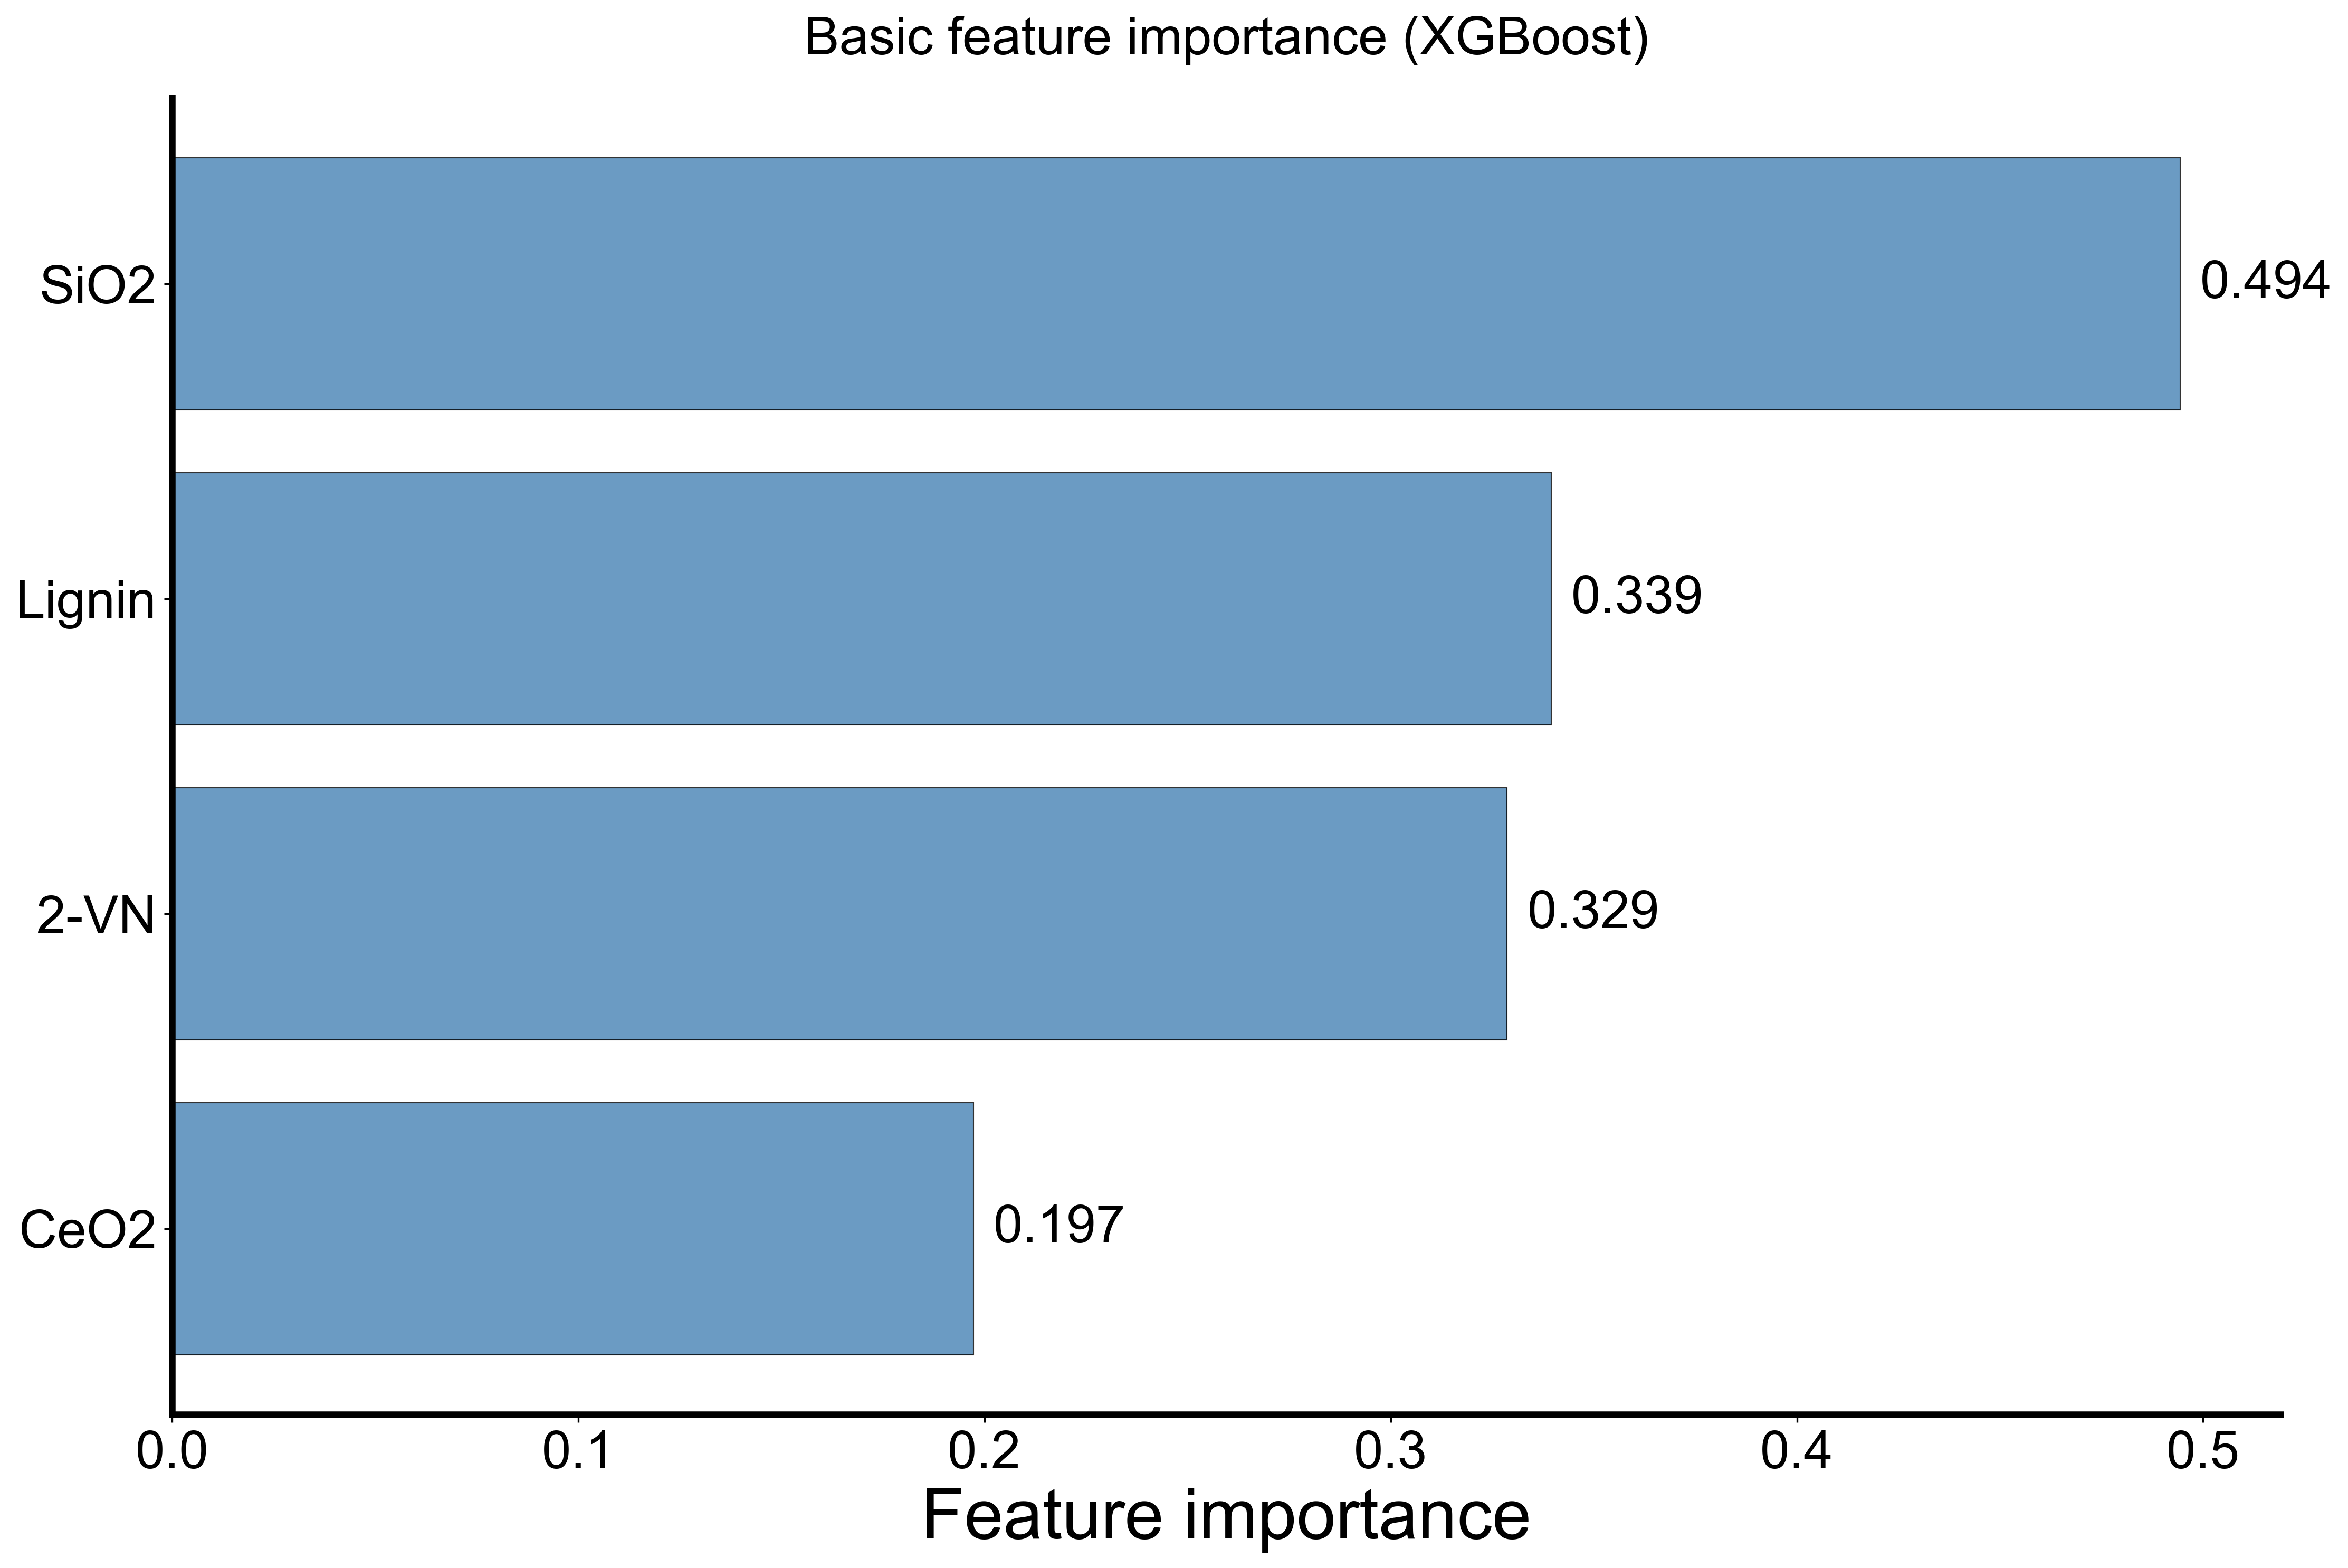 Basic feature importance (XGBoost)
SiO2
0.494
Lignin
0.339
2-VN
0.329
CeO2
0.197
0.0 0.1 0.2 0.3 0.4 0.5
Feature importance